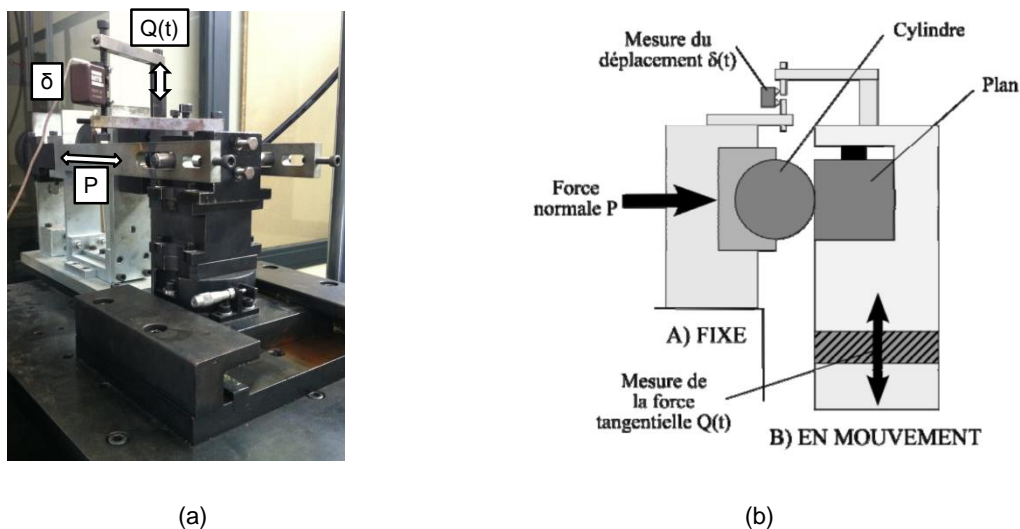 Q(t)
δ
P
(a)
Mesure du
déplacement δ(t)
Cylindre
Plan
Force
normale P
A) FIXE
Mesure de
la force
tangentielle Q(t)
B) EN MOUVEMENT
(b)